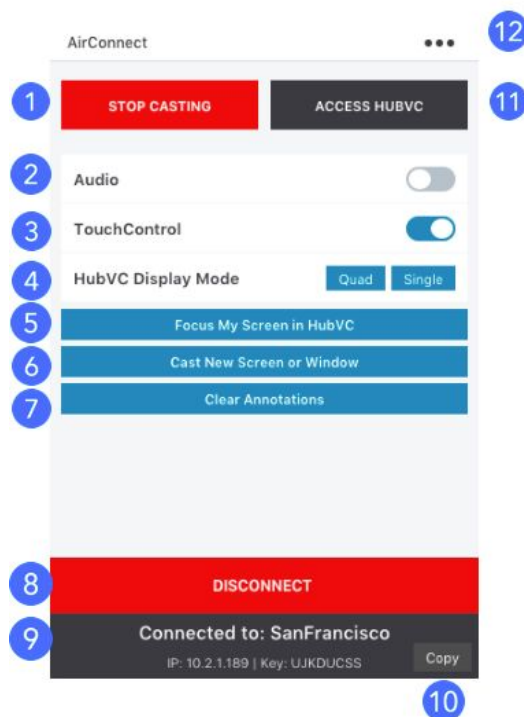 AirConnect
12
1
STOP CASTING
ACCESS HUBVC
11
2
Audio
3
TouchControl
4
HubVC Display Mode
Quad
Single
5
Focus My Screen in HubVC
6
Cast New Screen or Window
7
Clear Annotations
8
DISCONNECT
9
Connected to: SanFrancisco
IP: 10.2.1.189 | Key: UJKDUCSS
Copy
10